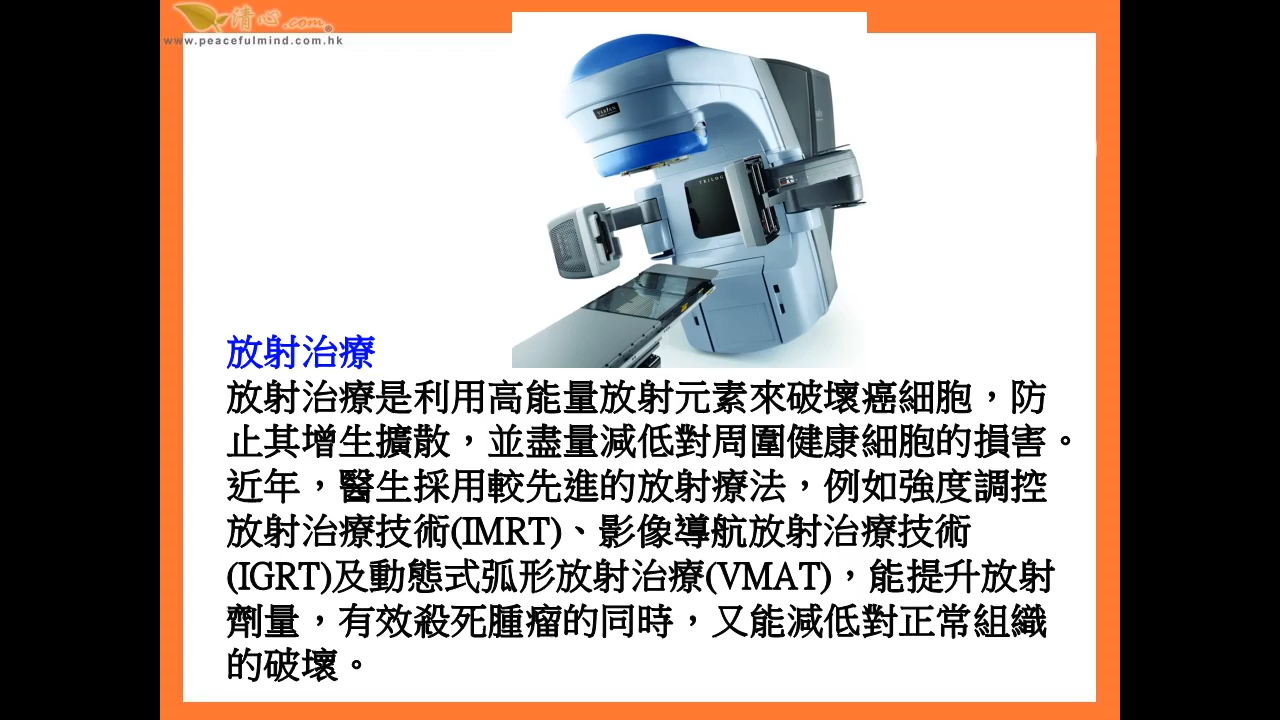 清心.com
www.peacefulmind.com.hk
VARIAN
TRILOGY
放射治療
放射治療是利用高能量放射元素來破壞癌細胞，防
止其增生擴散，並盡量減低對周圍健康細胞的損害。
近年，醫生採用較先進的放射療法，例如強度調控
放射治療技術(IMRT)、影像導航放射治療技術
(IGRT)及動態式弧形放射治療(VMAT)，能提升放射
劑量，有效殺死腫瘤的同時，又能減低對正常組織
的破壞。